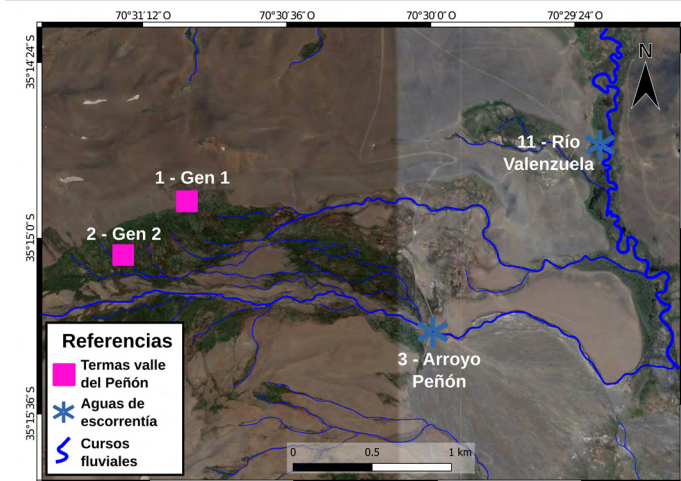 70°31′12″ O 70°30′36″ O 70°30′0″ O 70°29′24″ O
35°14′24″ S
35°15′0″ S
35°15′36″ S
N
11 - Río
Valenzuela
1 - Gen 1
2 - Gen 2
3 - Arroyo
Peñón
Referencias
Termas valle
del Peñón
Aguas de
escorrentía
Cursos
fluviales
0 0.5 1 km